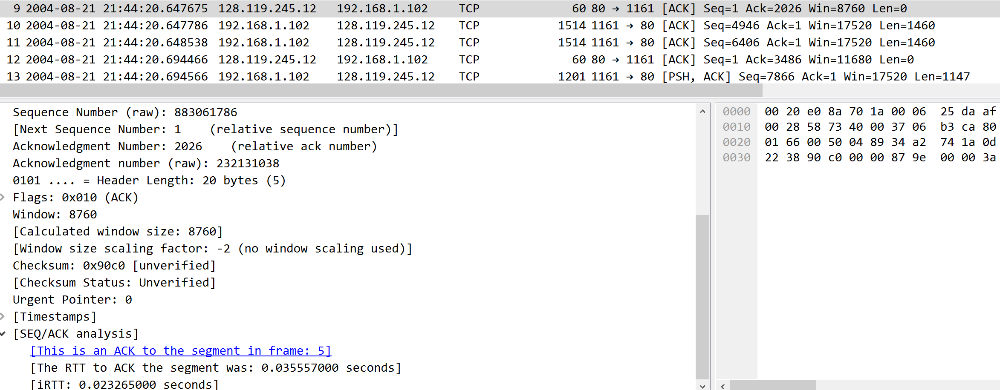 9 2004-08-21 21:44:20.647675 128.119.245.12 192.168.1.102 TCP 60 80 → 1161 [ACK] Seq=1 Ack=2026 Win=8760 Len=0
10 2004-08-21 21:44:20.647786 192.168.1.102 128.119.245.12 TCP 1514 1161 → 80 [ACK] Seq=4946 Ack=1 Win=17520 Len=1460
11 2004-08-21 21:44:20.648538 192.168.1.102 128.119.245.12 TCP 1514 1161 → 80 [ACK] Seq=6406 Ack=1 Win=17520 Len=1460
12 2004-08-21 21:44:20.694466 128.119.245.12 192.168.1.102 TCP 60 80 → 1161 [ACK] Seq=1 Ack=3486 Win=11680 Len=0
13 2004-08-21 21:44:20.694566 192.168.1.102 128.119.245.12 TCP 1201 1161 → 80 [PSH, ACK] Seq=7866 Ack=1 Win=17520 Len=1147
Sequence Number (raw): 883061786
[Next Sequence Number: 1 (relative sequence number)]
Acknowledgment Number: 2026 (relative ack number)
Acknowledgment number (raw): 232131038
0101 .... = Header Length: 20 bytes (5)
Flags: 0x010 (ACK)
Window: 8760
[Calculated window size: 8760]
[Window size scaling factor: -2 (no window scaling used)]
Checksum: 0x90c0 [unverified]
[Checksum Status: Unverified]
Urgent Pointer: 0
[Timestamps]
[SEQ/ACK analysis]
[This is an ACK to the segment in frame: 5]
[The RTT to ACK the segment was: 0.035557000 seconds]
[iRTT: 0.023265000 seconds]
0000 00 20 e0 8a 70 1a 00 06 25 da af
0010 00 28 58 73 40 00 37 06 b3 ca 80
0020 01 66 00 50 04 89 34 a2 74 1a 0d
0030 22 38 90 c0 00 00 87 9e 00 00 3a